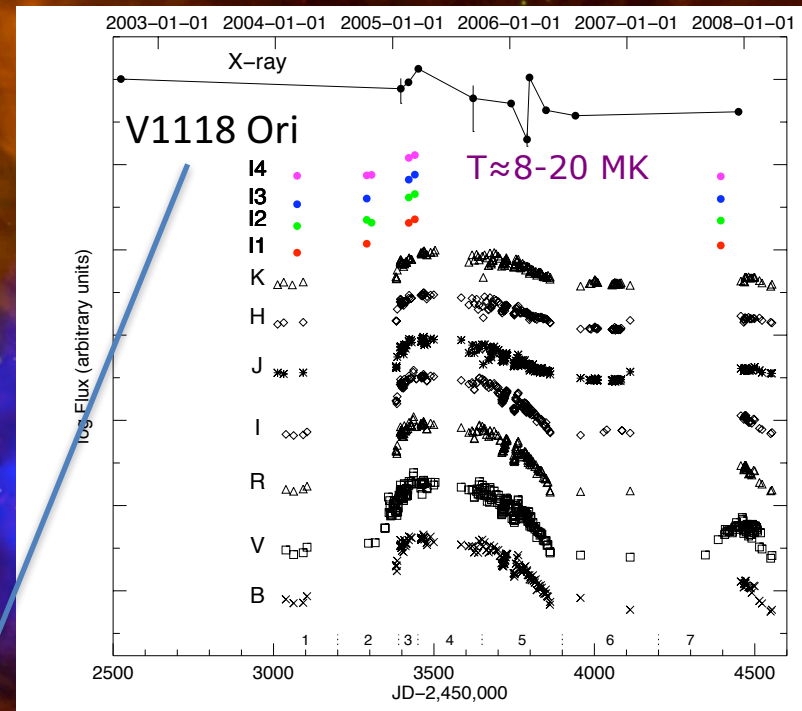 2003−01−01 2004−01−01 2005−01−01 2006−01−01 2007−01−01 2008−01−01
X−ray
V1118 Ori
T≈8-20 MK
I4
I3
I2
I1
K
H
J
I
R
V
B
log Flux (arbitrary units)
1 2 3 4 5 6 7
2500 3000 3500 4000 4500
JD−2,450,000